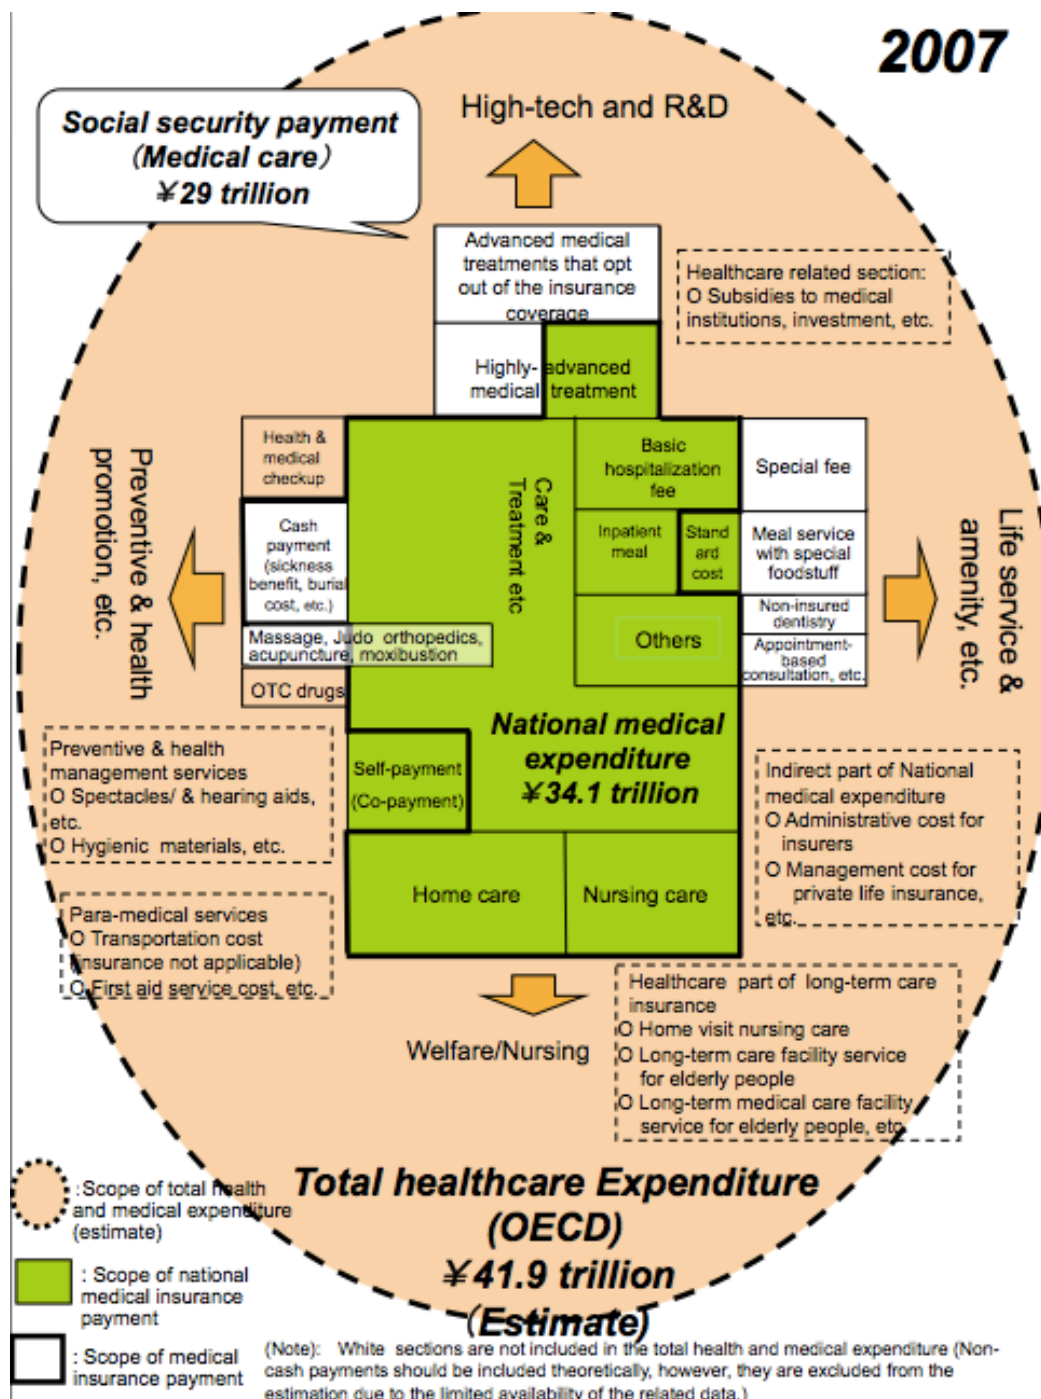 2007
Social security payment
(Medical care)
¥29 trillion
High-tech and R&D
Advanced medical
treatments that opt
out of the insurance
coverage
Healthcare related section:
O Subsidies to medical
institutions, investment, etc.
Highly-advanced
medical treatment
Health &
medical
checkup
Basic
hospitalization
fee
Special fee
Care &
Treatment etc
Preventive & health
promotion, etc.
Cash
payment
(sickness
benefit, burial
cost, etc.)
Inpatient
meal
Stand
ard
cost
Meal service
with special
foodstuff
Life service &
amenity, etc.
Non-insured
dentistry
Massage, Judo orthopedics,
acupuncture, moxibustion
Others
Appointment-
based
consultation, etc.
OTC drugs
National medical
expenditure
¥34.1 trillion
Preventive & health
management services
O Spectacles/ & hearing aids,
etc.
O Hygienic materials, etc.
Self-payment
(Co-payment)
Indirect part of National
medical expenditure
O Administrative cost for
insurers
O Management cost for
private life insurance,
etc.
Home care
Nursing care
Para-medical services
O Transportation cost
(insurance not applicable)
O First aid service cost, etc.
Welfare/Nursing
Healthcare part of long-term care
insurance
O Home visit nursing care
O Long-term care facility service
for elderly people
O Long-term medical care facility
service for elderly people, etc
Total healthcare Expenditure
(OECD)
¥41.9 trillion
(Estimate)
:Scope of total health
and medical expenditure
(estimate)
: Scope of national
medical insurance
payment
: Scope of medical
insurance payment
(Note): White sections are not included in the total health and medical expenditure (Non-
cash payments should be included theoretically, however, they are excluded from the
estimation due to the limited availability of the related data.)